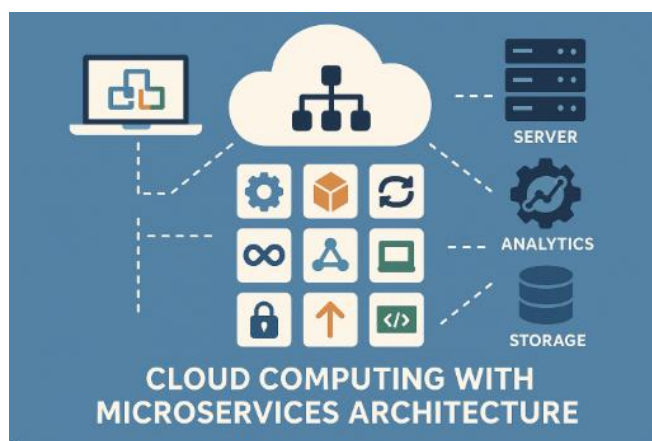 SERVER
ANALYTICS
</>
STORAGE
CLOUD COMPUTING WITH
MICROSERVICES ARCHITECTURE